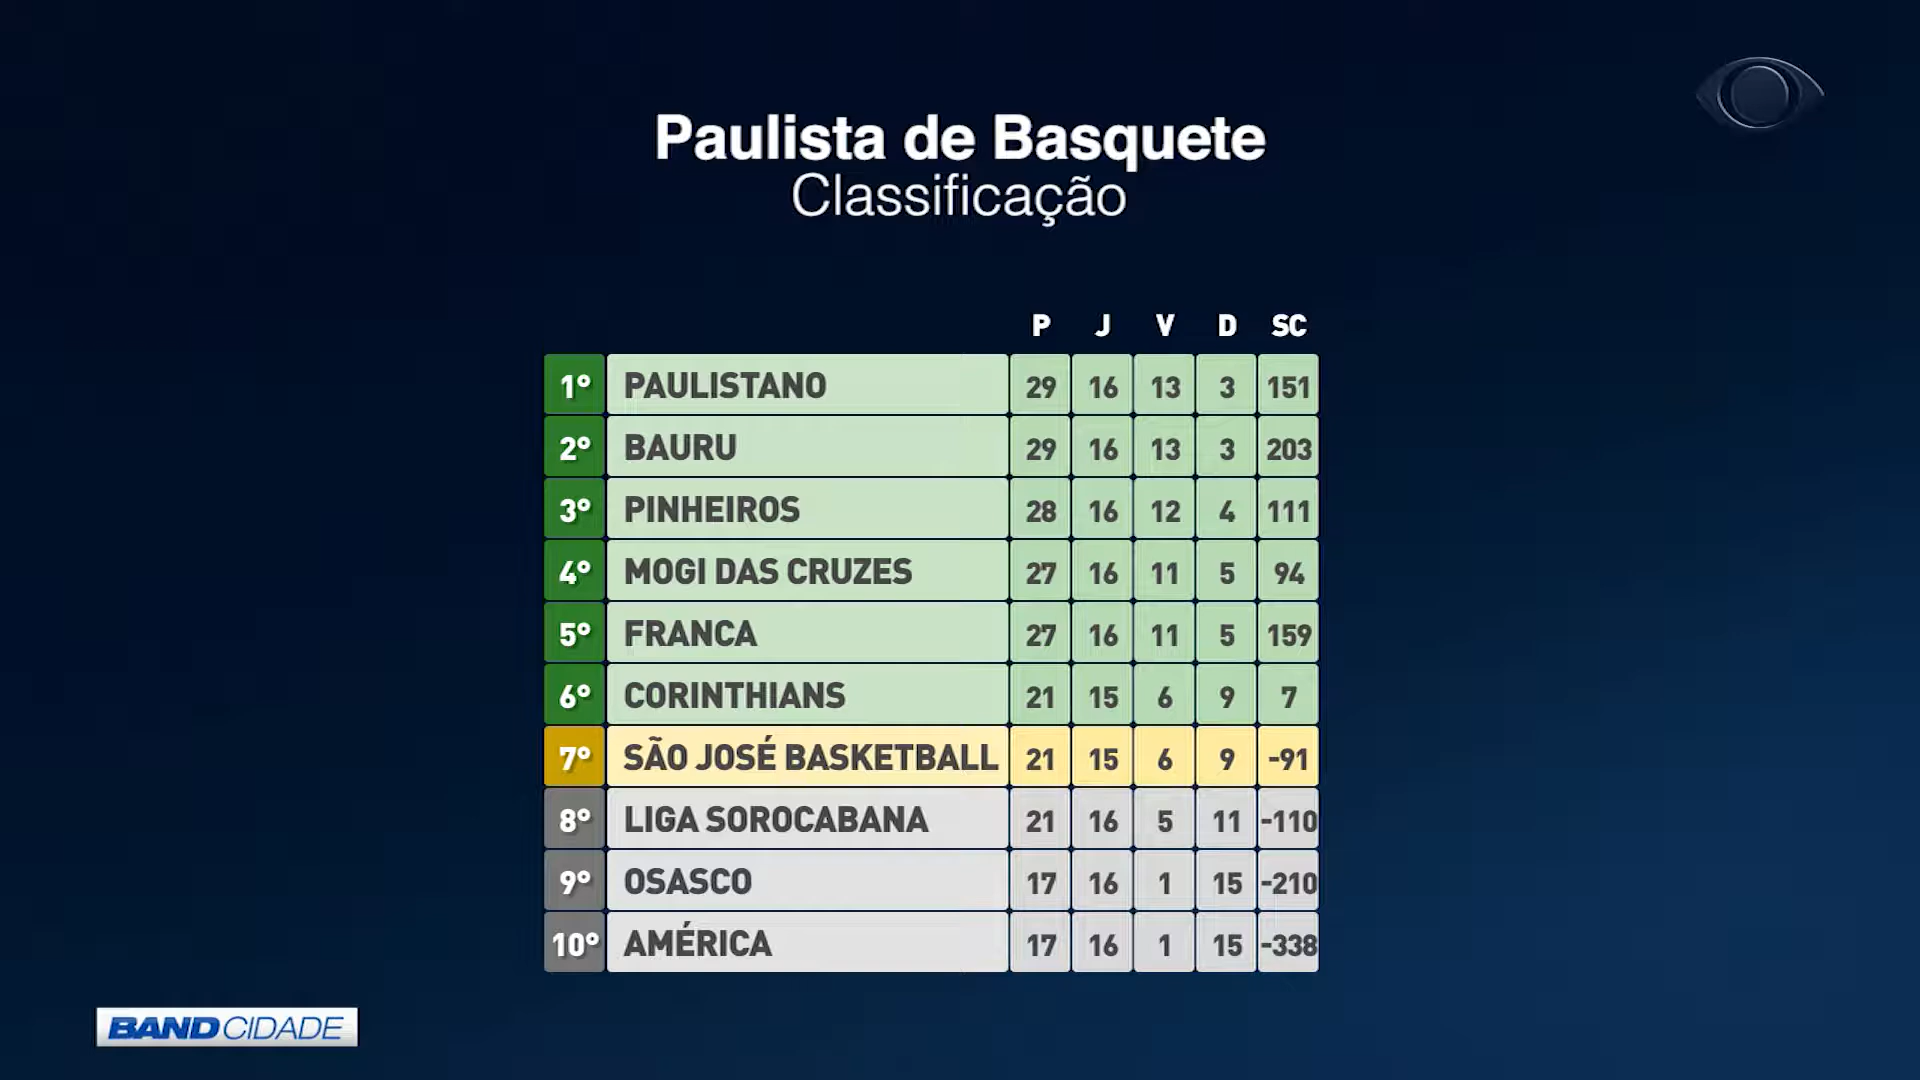 Paulista de Basquete
Classificação
P J V D SC
1º PAULISTANO 29 16 13 3 151
2º BAURU 29 16 13 3 203
3º PINHEIROS 28 16 12 4 111
4º MOGI DAS CRUZES 27 16 11 5 94
5º FRANCA 27 16 11 5 159
6º CORINTHIANS 21 15 6 9 7
7º SÃO JOSÉ BASKETBALL 21 15 6 9 -91
8º LIGA SOROCABANA 21 16 5 11 -110
9º OSASCO 17 16 1 15 -210
10º AMÉRICA 17 16 1 15 -338
BAND CIDADE